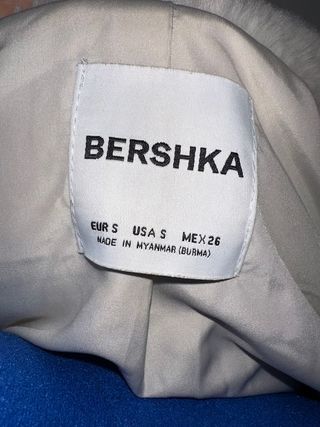 BERSHKA
EUR S USA S MEX 26
MADE IN MYANMAR (BURMA)